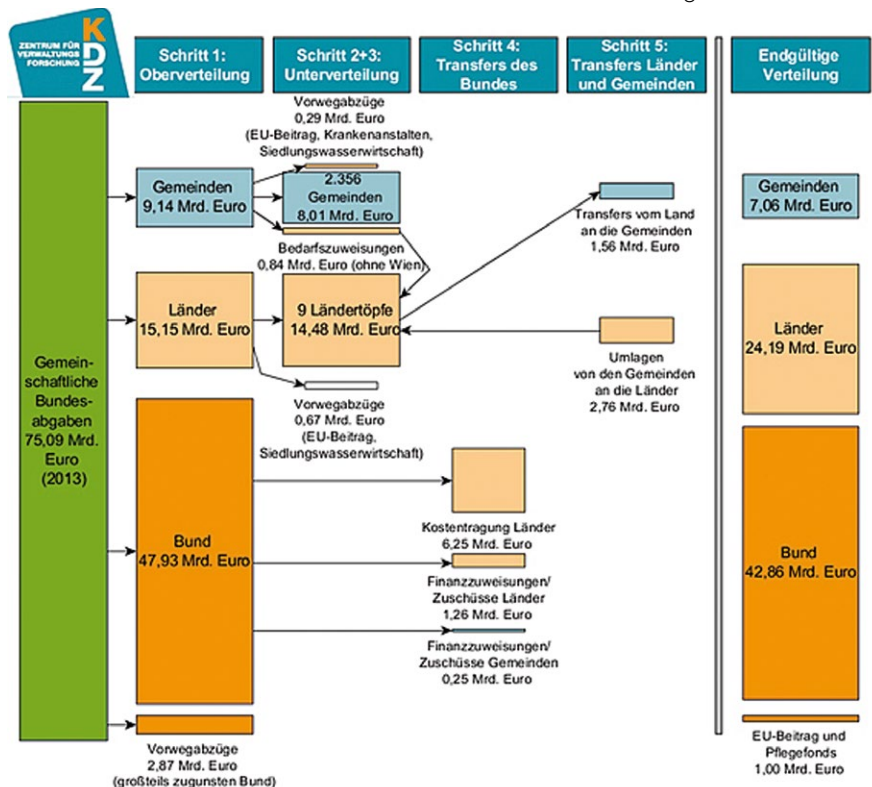 ZENTRUM FÜR
VERWALTUNGS
FORSCHUNG
KDZ
Schritt 1:
Oberverteilung
Schritt 2+3:
Unterverteilung
Schritt 4:
Transfers des
Bundes
Schritt 5:
Transfers Länder
und Gemeinden
Endgültige
Verteilung
Gemein-
schaftliche
Bundes-
abgaben
75,09 Mrd.
Euro
(2013)
Gemeinden
9,14 Mrd. Euro
Länder
15,15 Mrd. Euro
Bund
47,93 Mrd. Euro
Vorwegabzüge
2,87 Mrd. Euro
(großteils zugunsten Bund)
Vorwegabzüge
0,29 Mrd. Euro
(EU-Beitrag, Krankenanstalten,
Siedlungswasserwirtschaft)
2.356
Gemeinden
8,01 Mrd. Euro
Bedarfszuweisungen
0,84 Mrd. Euro (ohne Wien)
9 Ländertöpfe
14,48 Mrd. Euro
Vorwegabzüge
0,67 Mrd. Euro
(EU-Beitrag,
Siedlungswasserwirtschaft)
Kostentragung Länder
6,25 Mrd. Euro
Finanzzuweisungen/
Zuschüsse Länder
1,26 Mrd. Euro
Finanzzuweisungen/
Zuschüsse Gemeinden
0,25 Mrd. Euro
Transfers vom Land
an die Gemeinden
1,56 Mrd. Euro
Umlagen
von den Gemeinden
an die Länder
2,76 Mrd. Euro
Gemeinden
7,06 Mrd. Euro
Länder
24,19 Mrd. Euro
Bund
42,86 Mrd. Euro
EU-Beitrag und
Pflegefonds
1,00 Mrd. Euro